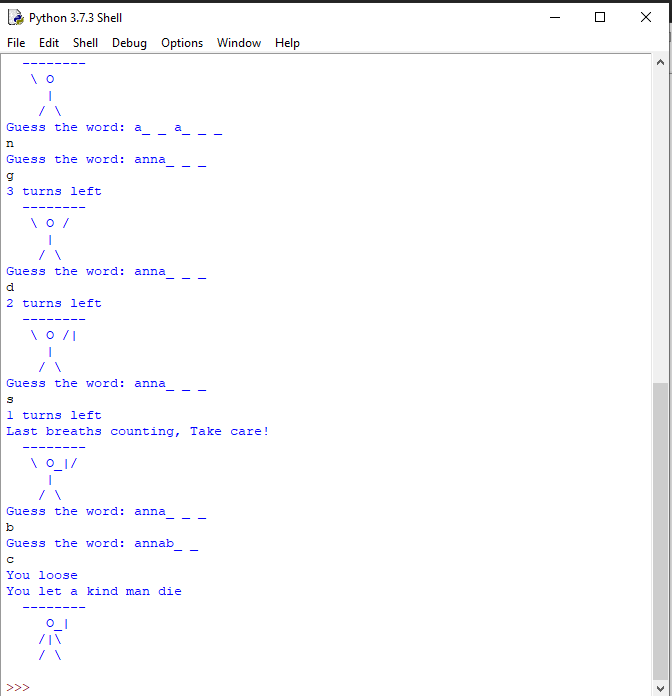 Python 3.7.3 Shell
File Edit Shell Debug Options Window Help
  --------
   \ O
     |
    / \
Guess the word: a_ _ a_ _ _
n
Guess the word: anna_ _ _
g
3 turns left
  --------
   \ O /
     |
    / \
Guess the word: anna_ _ _
d
2 turns left
  --------
   \ O /|
     |
    / \
Guess the word: anna_ _ _
s
1 turns left
Last breaths counting, Take care!
  --------
   \ O_|/
     |
    / \
Guess the word: anna_ _ _
b
Guess the word: annab_ _
c
You loose
You let a kind man die
  --------
     O_|
    /|\
    / \
>>>